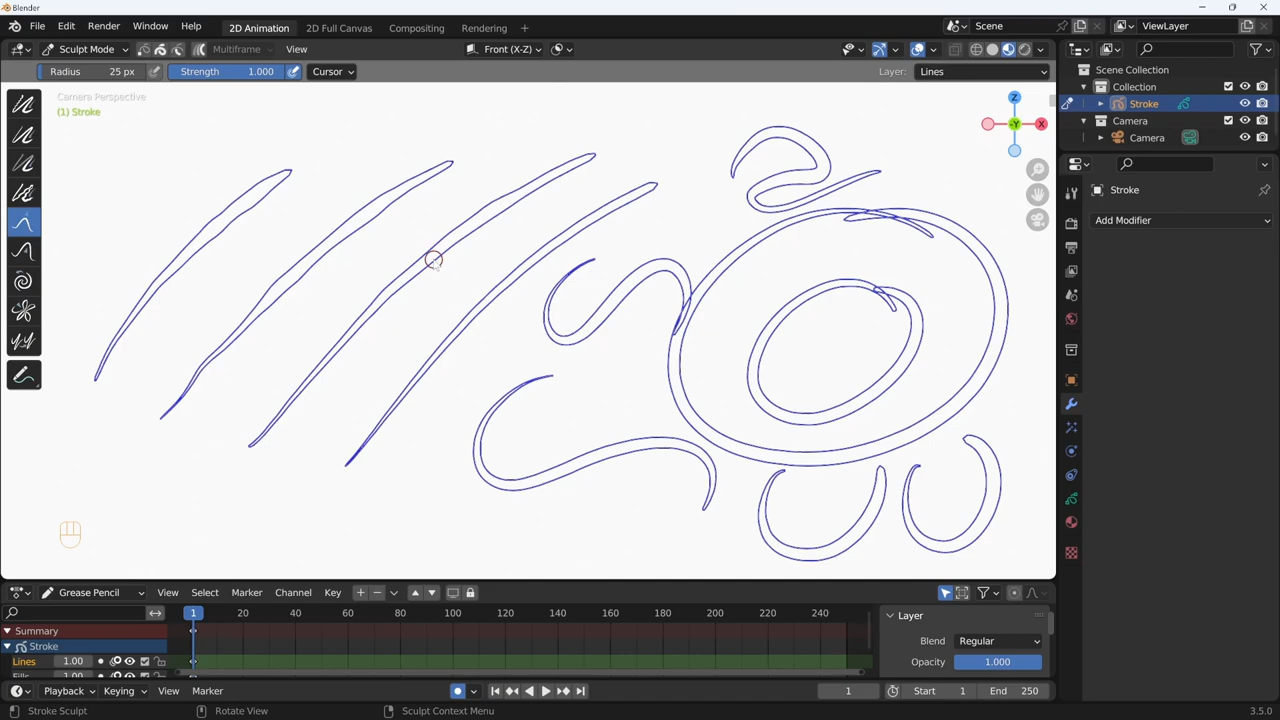 Blender
File Edit Render Window Help 2D Animation 2D Full Canvas Compositing Rendering + Scene ViewLayer
Sculpt Mode Multiframe View Front (X-Z)
Radius 25 px Strength 1.000 Cursor Layer: Lines
Scene Collection
Collection
Stroke
Camera
Camera
Camera Perspective
(1) Stroke
Z
-Y
X
Stroke
Add Modifier
Grease Pencil View Select Marker Channel Key
1 20 40 60 80 100 120 140 160 180 200 220 240
Summary
Stroke
Lines 1.00
Fills 1.00
Layer
Blend Regular
Opacity 1.000
Playback Keying View Marker 1 Start 1 End 250
Stroke Sculpt Rotate View Sculpt Context Menu 3.5.0